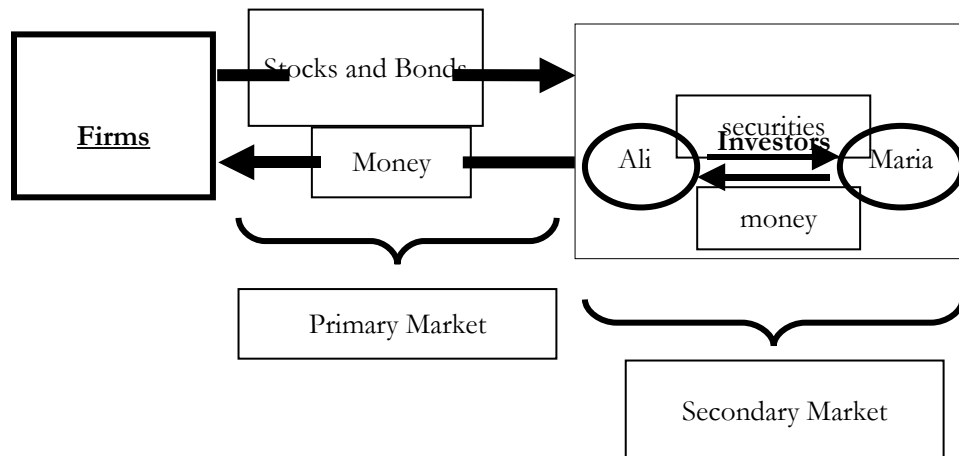 Stocks and Bonds
Firms
Money
securities
Investors
Ali
Maria
money
Primary Market
Secondary Market